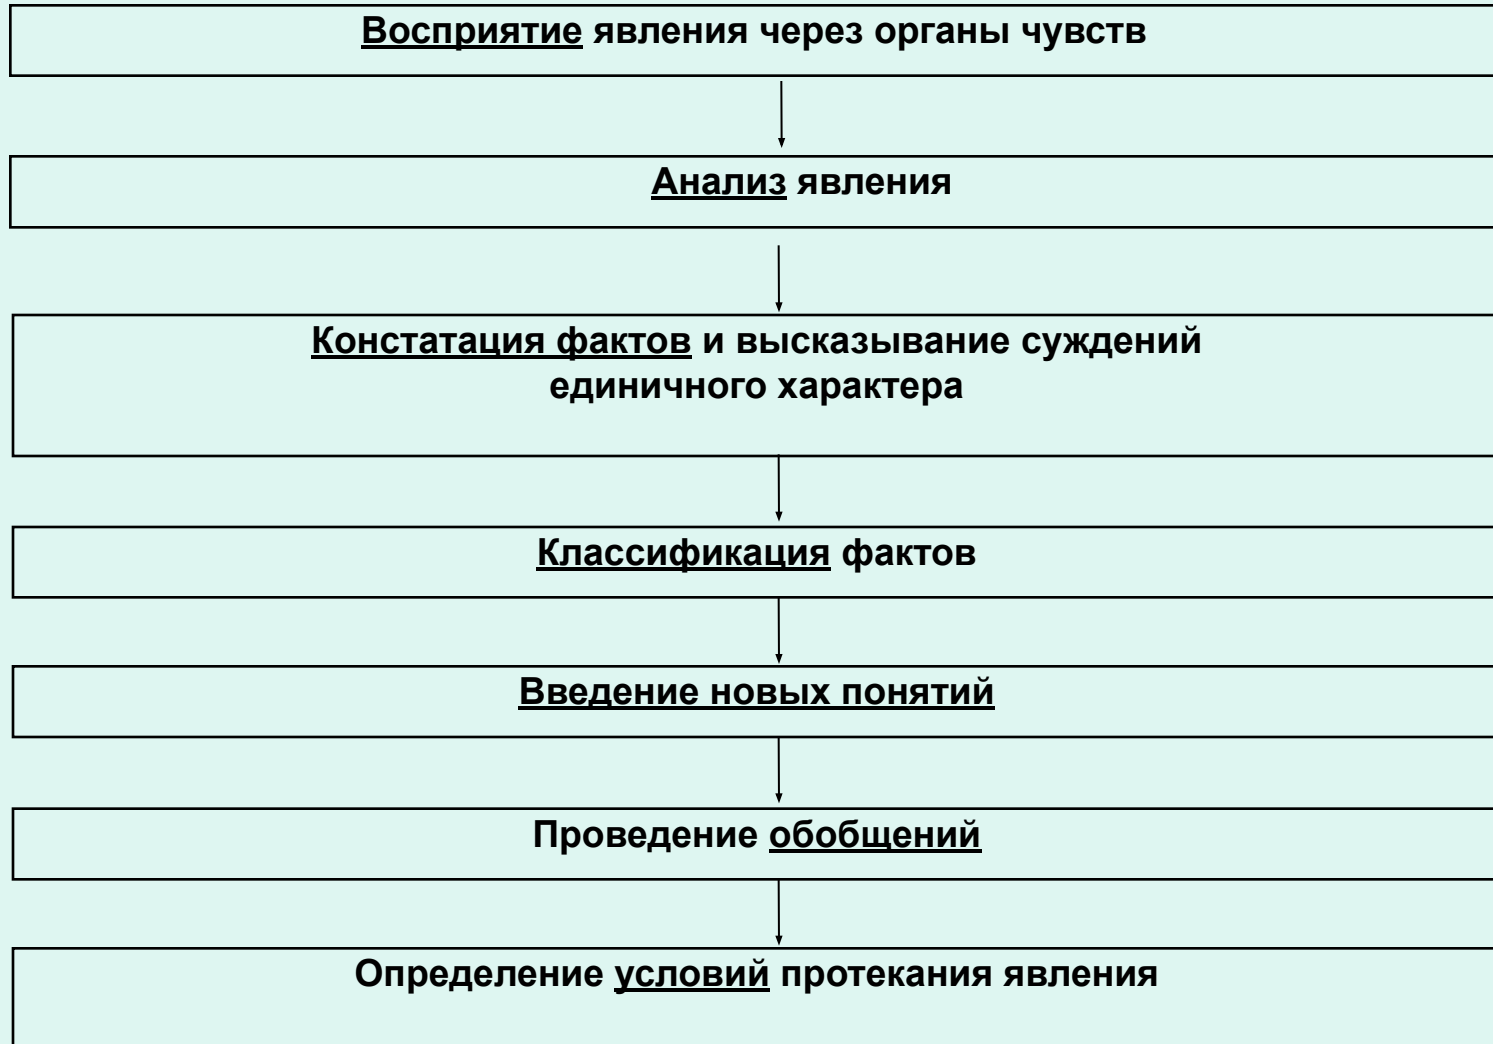 Восприятие явления через органы чувств
Анализ явления
Констатация фактов и высказывание суждений
единичного характера
Классификация фактов
Введение новых понятий
Проведение обобщений
Определение условий протекания явления